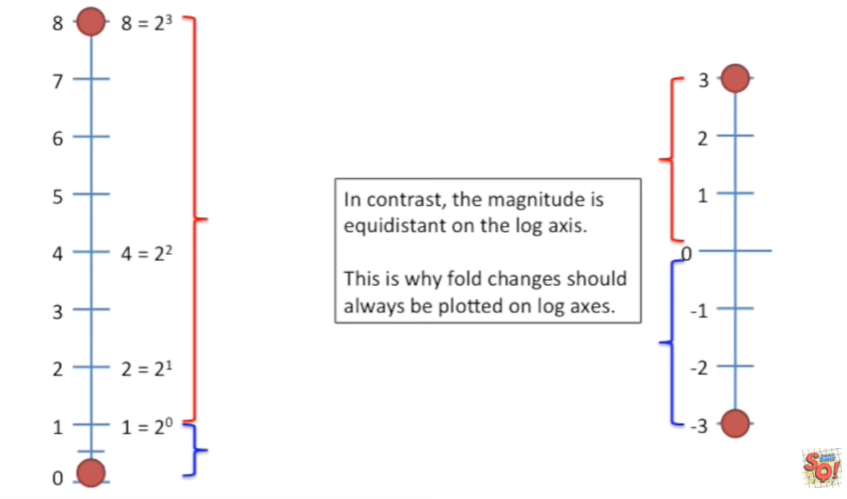 8 8 = 2³
7
6
5
4 4 = 2²
3
2 2 = 2¹
1 1 = 2⁰
0
In contrast, the magnitude is
equidistant on the log axis.
This is why fold changes should
always be plotted on log axes.
3
2
1
0
-1
-2
-3
SQ!